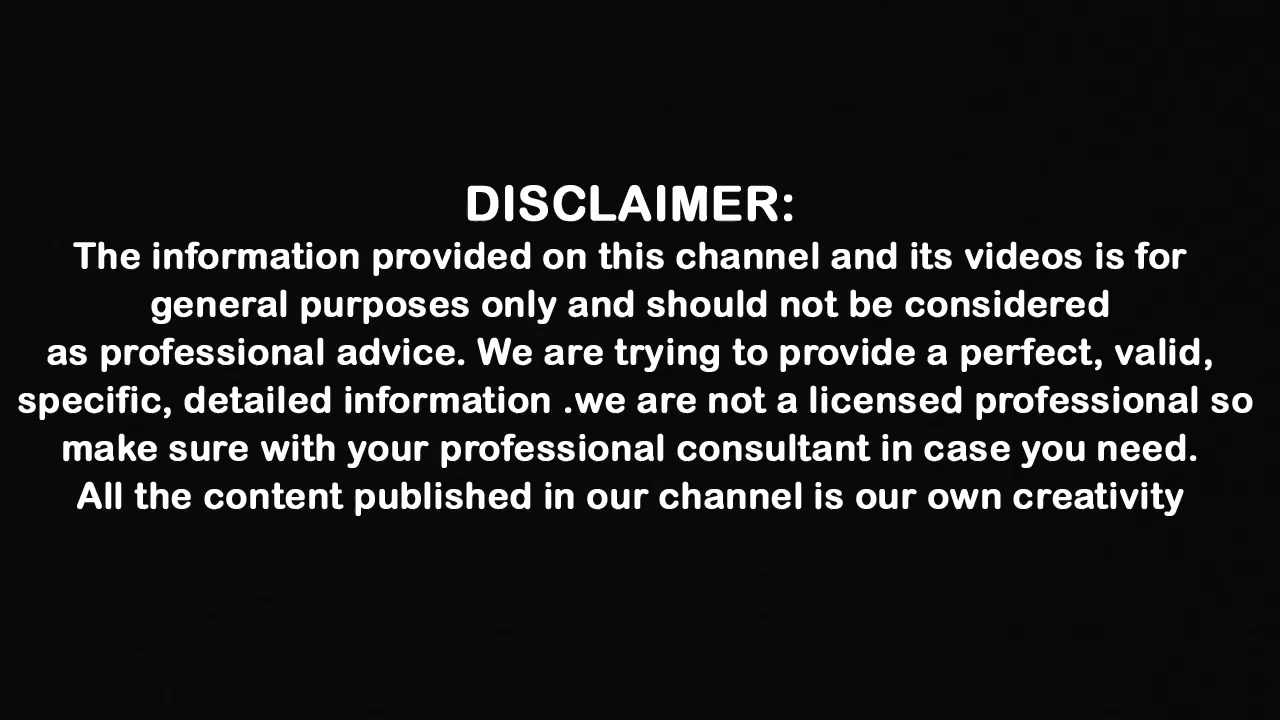 DISCLAIMER:
The information provided on this channel and its videos is for
general purposes only and should not be considered
as professional advice. We are trying to provide a perfect, valid,
specific, detailed information .we are not a licensed professional so
make sure with your professional consultant in case you need.
All the content published in our channel is our own creativity